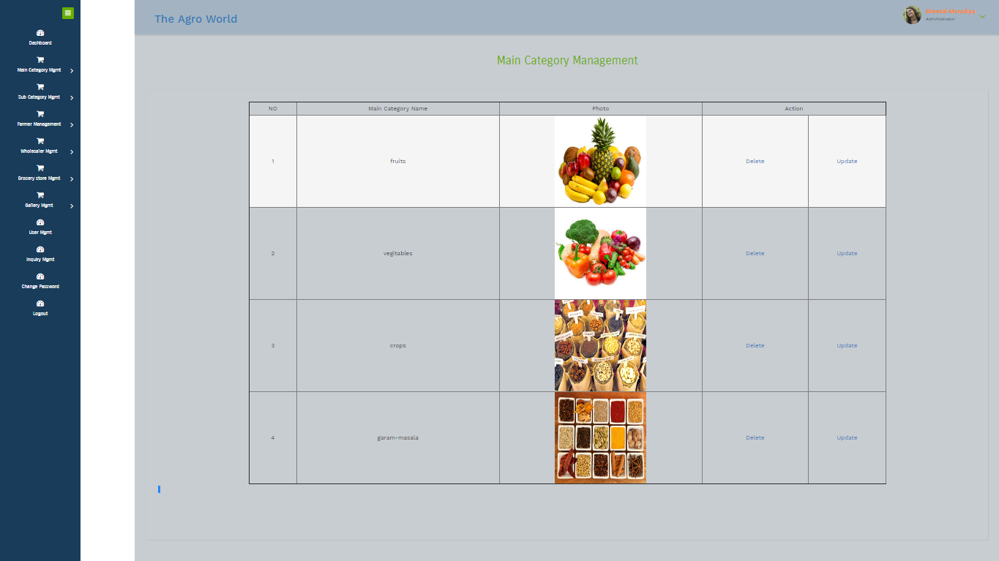 The Agro World
Sheetal Moradiya
Administrator
Dashboard
Main Category Mgmt
Sub Category Mgmt
Farmer Management
Wholesaler Mgmt
Grocery store Mgmt
Gallery Mgmt
User Mgmt
Inquiry Mgmt
Change Password
Logout
Main Category Management
NO Main Category Name Photo Action
1 fruits Delete Update
2 vegitables Delete Update
3 crops Delete Update
4 garam-masala Delete Update